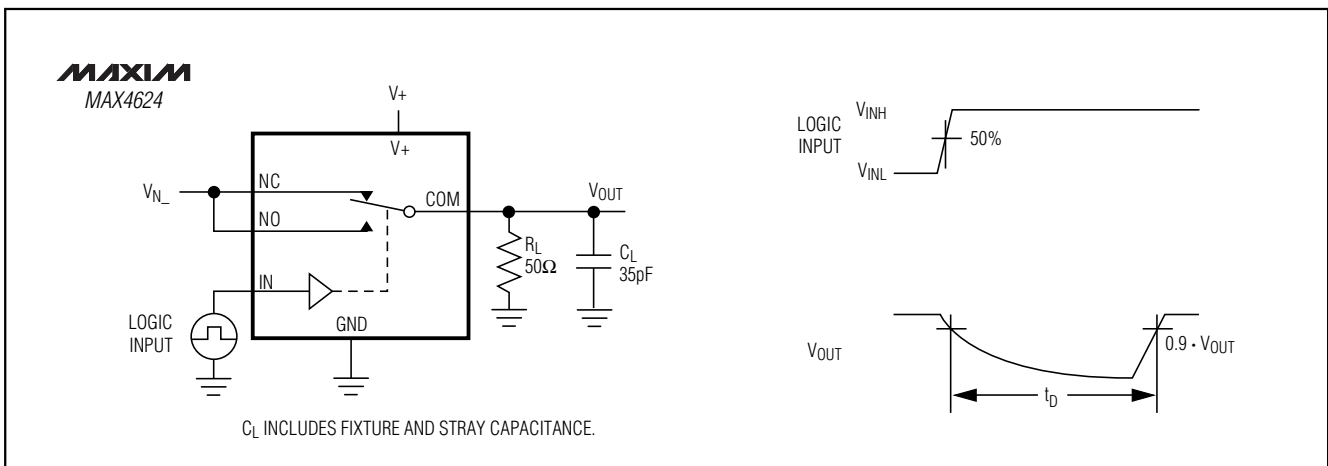 MAXIM
MAX4624
V+
V+
V_N_
NC
NO
COM
V_OUT
R_L
50Ω
C_L
35pF
IN
LOGIC
INPUT
GND
C_L INCLUDES FIXTURE AND STRAY CAPACITANCE.
LOGIC
INPUT
V_INH
50%
V_INL
V_OUT
0.9 · V_OUT
t_D